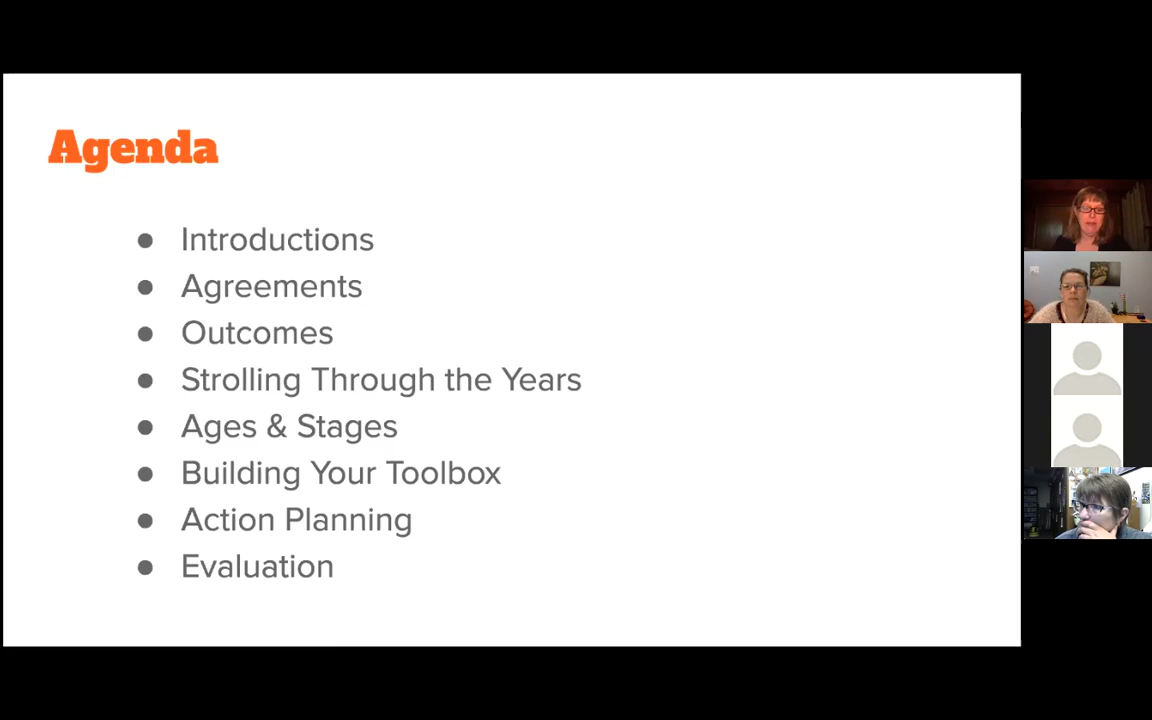 Agenda
● Introductions
● Agreements
● Outcomes
● Strolling Through the Years
● Ages & Stages
● Building Your Toolbox
● Action Planning
● Evaluation